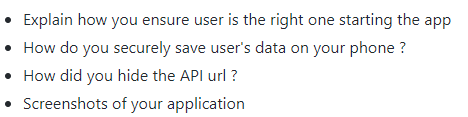 Explain how you ensure user is the right one starting the app
How do you securely save user's data on your phone ?
How did you hide the API url ?
Screenshots of your application